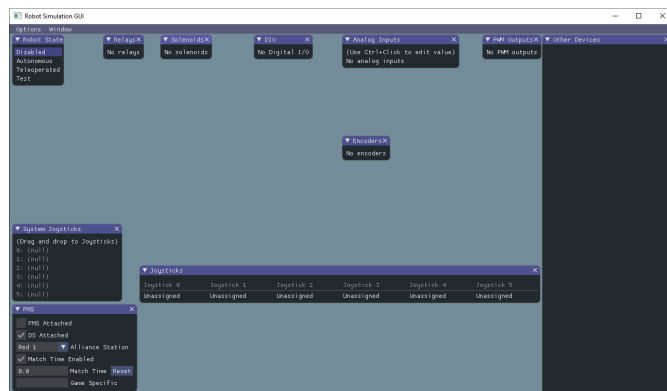 Robot Simulation GUI
Options Window
Robot State
Disabled
Autonomous
Teleoperated
Test
Relays
No relays
Solenoids
No solenoids
DIO
No Digital I/O
Analog Inputs
(Use Ctrl+Click to edit value)
No analog inputs
PWM Outputs
No PWM outputs
Other Devices
Encoders
No encoders
System Joysticks
(Drag and drop to Joysticks)
0: (null)
1: (null)
2: (null)
3: (null)
4: (null)
5: (null)
Joysticks
Joystick 0 Joystick 1 Joystick 2 Joystick 3 Joystick 4 Joystick 5
Unassigned Unassigned Unassigned Unassigned Unassigned Unassigned
FMS
FMS Attached
DS Attached
Red 1 Alliance Station
Match Time Enabled
0.0 Match Time Reset
Game Specific